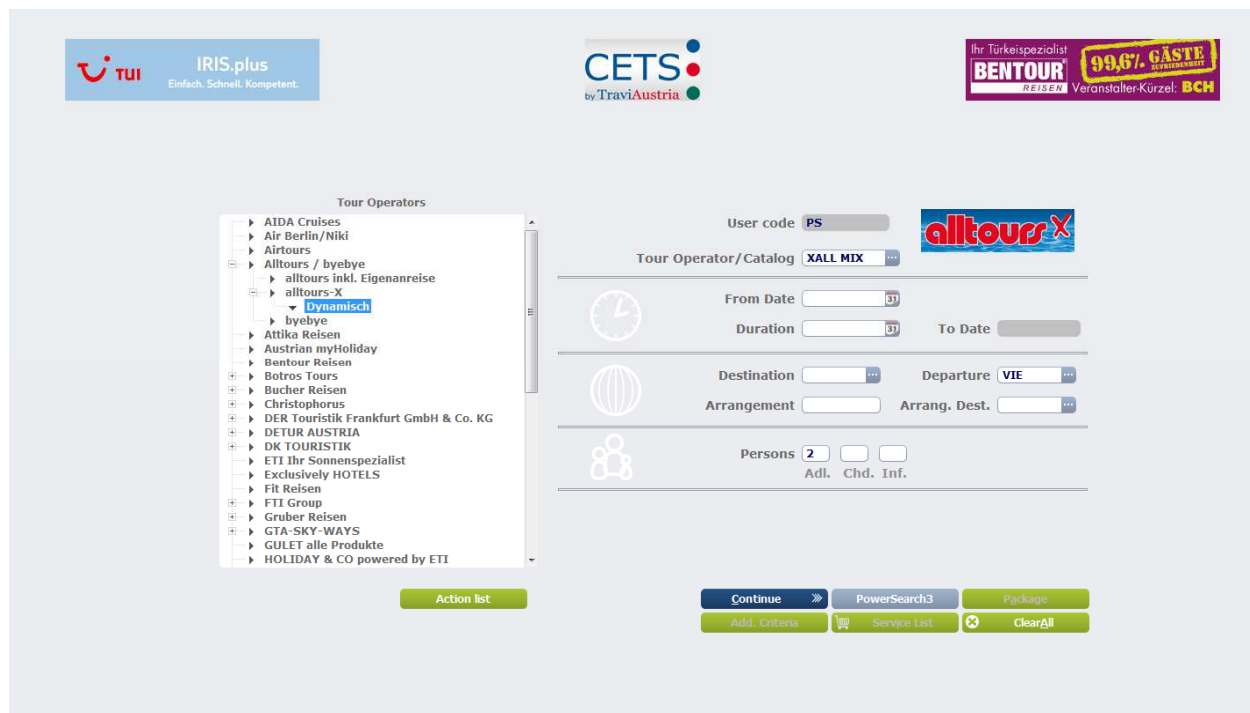 TUI
IRIS.plus
Einfach. Schnell. Kompetent.
CETS
by TraviAustria
Ihr Türkeispezialist
BENTOUR
REISEN
99,6%. GÄSTE
ZUFRIEDENHEIT
Veranstalter-Kürzel: BCH
Tour Operators
AIDA Cruises
Air Berlin/Niki
Airtours
Alltours / byebye
alltours inkl. Eigenanreise
alltours-X
Dynamisch
byebye
Attika Reisen
Austrian myHoliday
Bentour Reisen
Botros Tours
Bucher Reisen
Christophorus
DER Touristik Frankfurt GmbH & Co. KG
DETUR AUSTRIA
DK TOURISTIK
ETI Ihr Sonnenspezialist
Exclusively HOTELS
Fit Reisen
FTI Group
Gruber Reisen
GTA-SKY-WAYS
GULET alle Produkte
HOLIDAY & CO powered by ETI
Action list
User code PS
alltours X
Tour Operator/Catalog XALL MIX ...
From Date 31
Duration 31 To Date
Destination ... Departure VIE ...
Arrangement Arrang. Dest. ...
Persons 2
Adl. Chd. Inf.
Continue PowerSearch3 Package
Add. Criteria Service List ClearAll